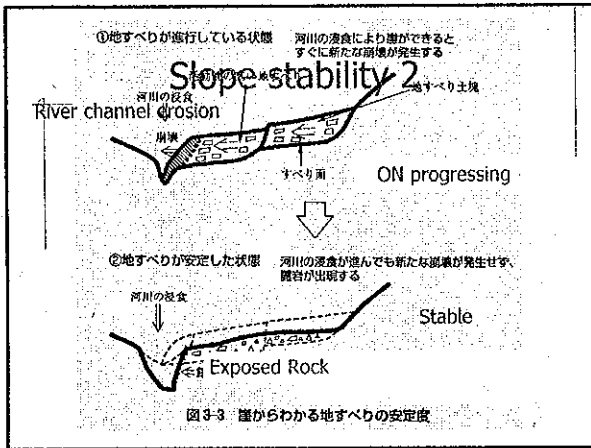 ①地すべりが進行している状態
河川の浸食により崖ができると
すぐに新たな崩壊が発生する
Slope stability 2
河川の浸食
地すべり土塊
River channel erosion
崩壊
すべり面
ON progressing
②地すべりが安定した状態
河川の浸食が進んでも新たな崩壊が発生せず、
露岩が出現する
河川の浸食
Stable
Exposed Rock
図3-3 崖からわかる地すべりの安定度